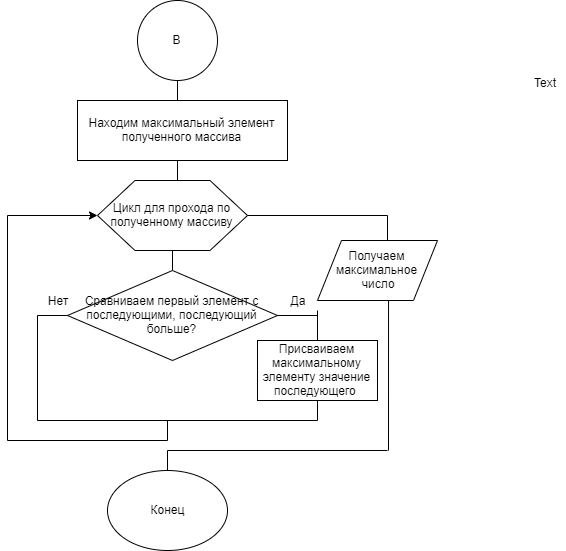 В
Text
Находим максимальный элемент
полученного массива
Цикл для прохода по
полученному массиву
Получаем
максимальное
число
Нет
Сравниваем первый элемент с
последующими, последующий
больше?
Да
Присваиваем
максимальному
элементу значение
последующего
Конец